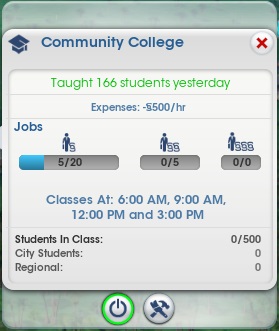 Community College
Taught 166 students yesterday
Expenses: -§500/hr
Jobs
§ §§ §§§
5/20 0/5 0/0
Classes At: 6:00 AM, 9:00 AM,
12:00 PM and 3:00 PM
Students In Class: 0/500
City Students: 0
Regional: 0